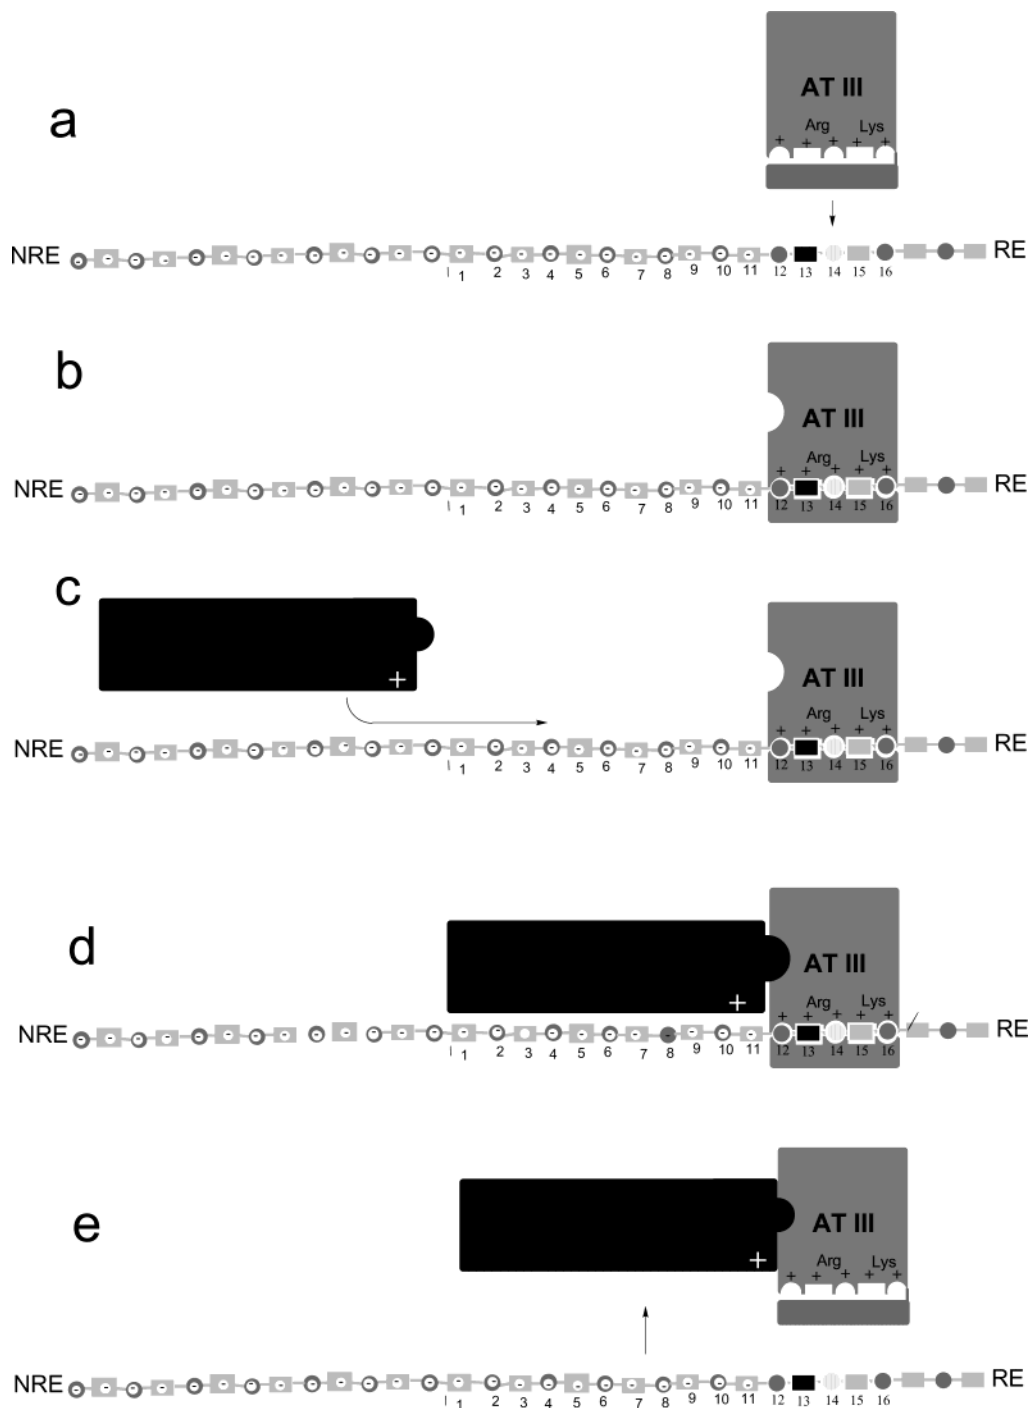 a
AT III
Arg Lys
+ + + + +
NRE RE
1 2 3 4 5 6 7 8 9 10 11 12 13 14 15 16
b
AT III
Arg Lys
+ + + + +
NRE RE
1 2 3 4 5 6 7 8 9 10 11 12 13 14 15 16
c
+
AT III
Arg Lys
+ + + + +
NRE RE
1 2 3 4 5 6 7 8 9 10 11 12 13 14 15 16
d
+
AT III
Arg Lys
+ + + + +
NRE RE
1 2 3 4 5 6 7 8 9 10 11 12 13 14 15 16
e
+
AT III
Arg Lys
+ + + + +
NRE RE
1 2 3 4 5 6 7 8 9 10 11 12 13 14 15 16